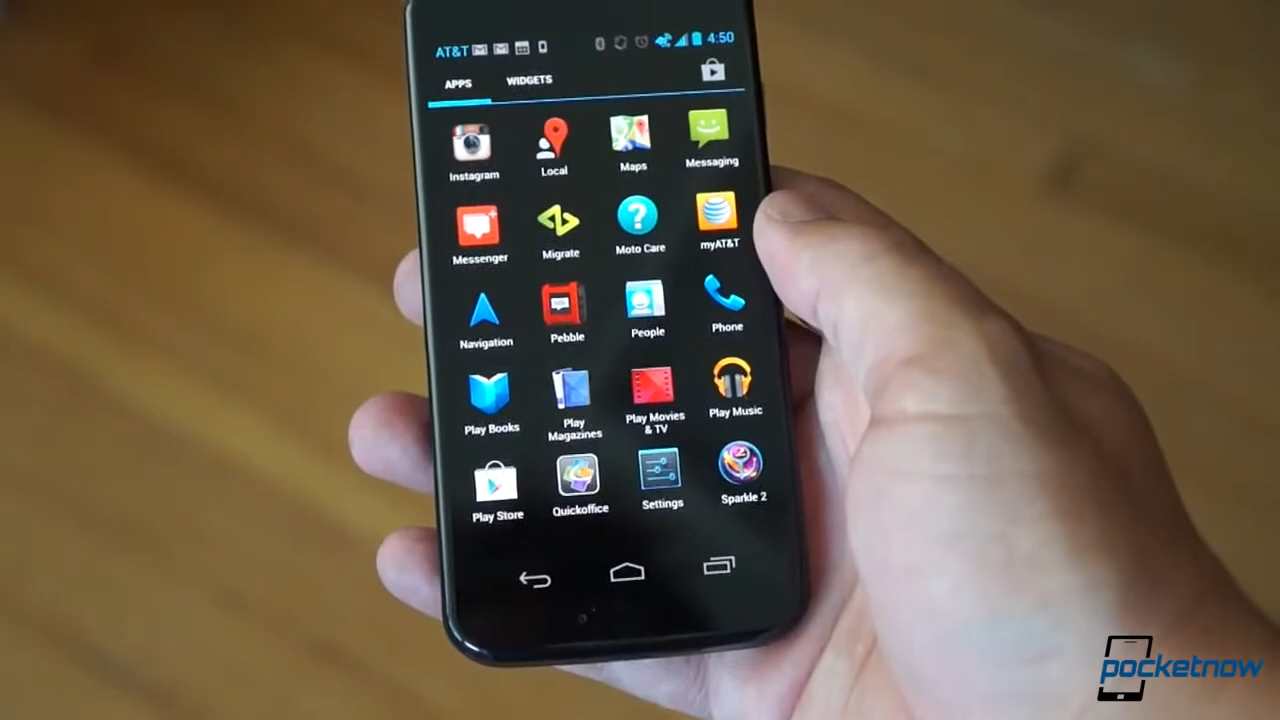 AT&T 4G 4:50
APPS WIDGETS
Instagram Local Maps Messaging
Messenger Migrate Moto Care myAT&T
Navigation Pebble People Phone
Play Books Play Magazines Play Movies & TV Play Music
Play Store Quickoffice Settings Sparkle 2
pocketnow